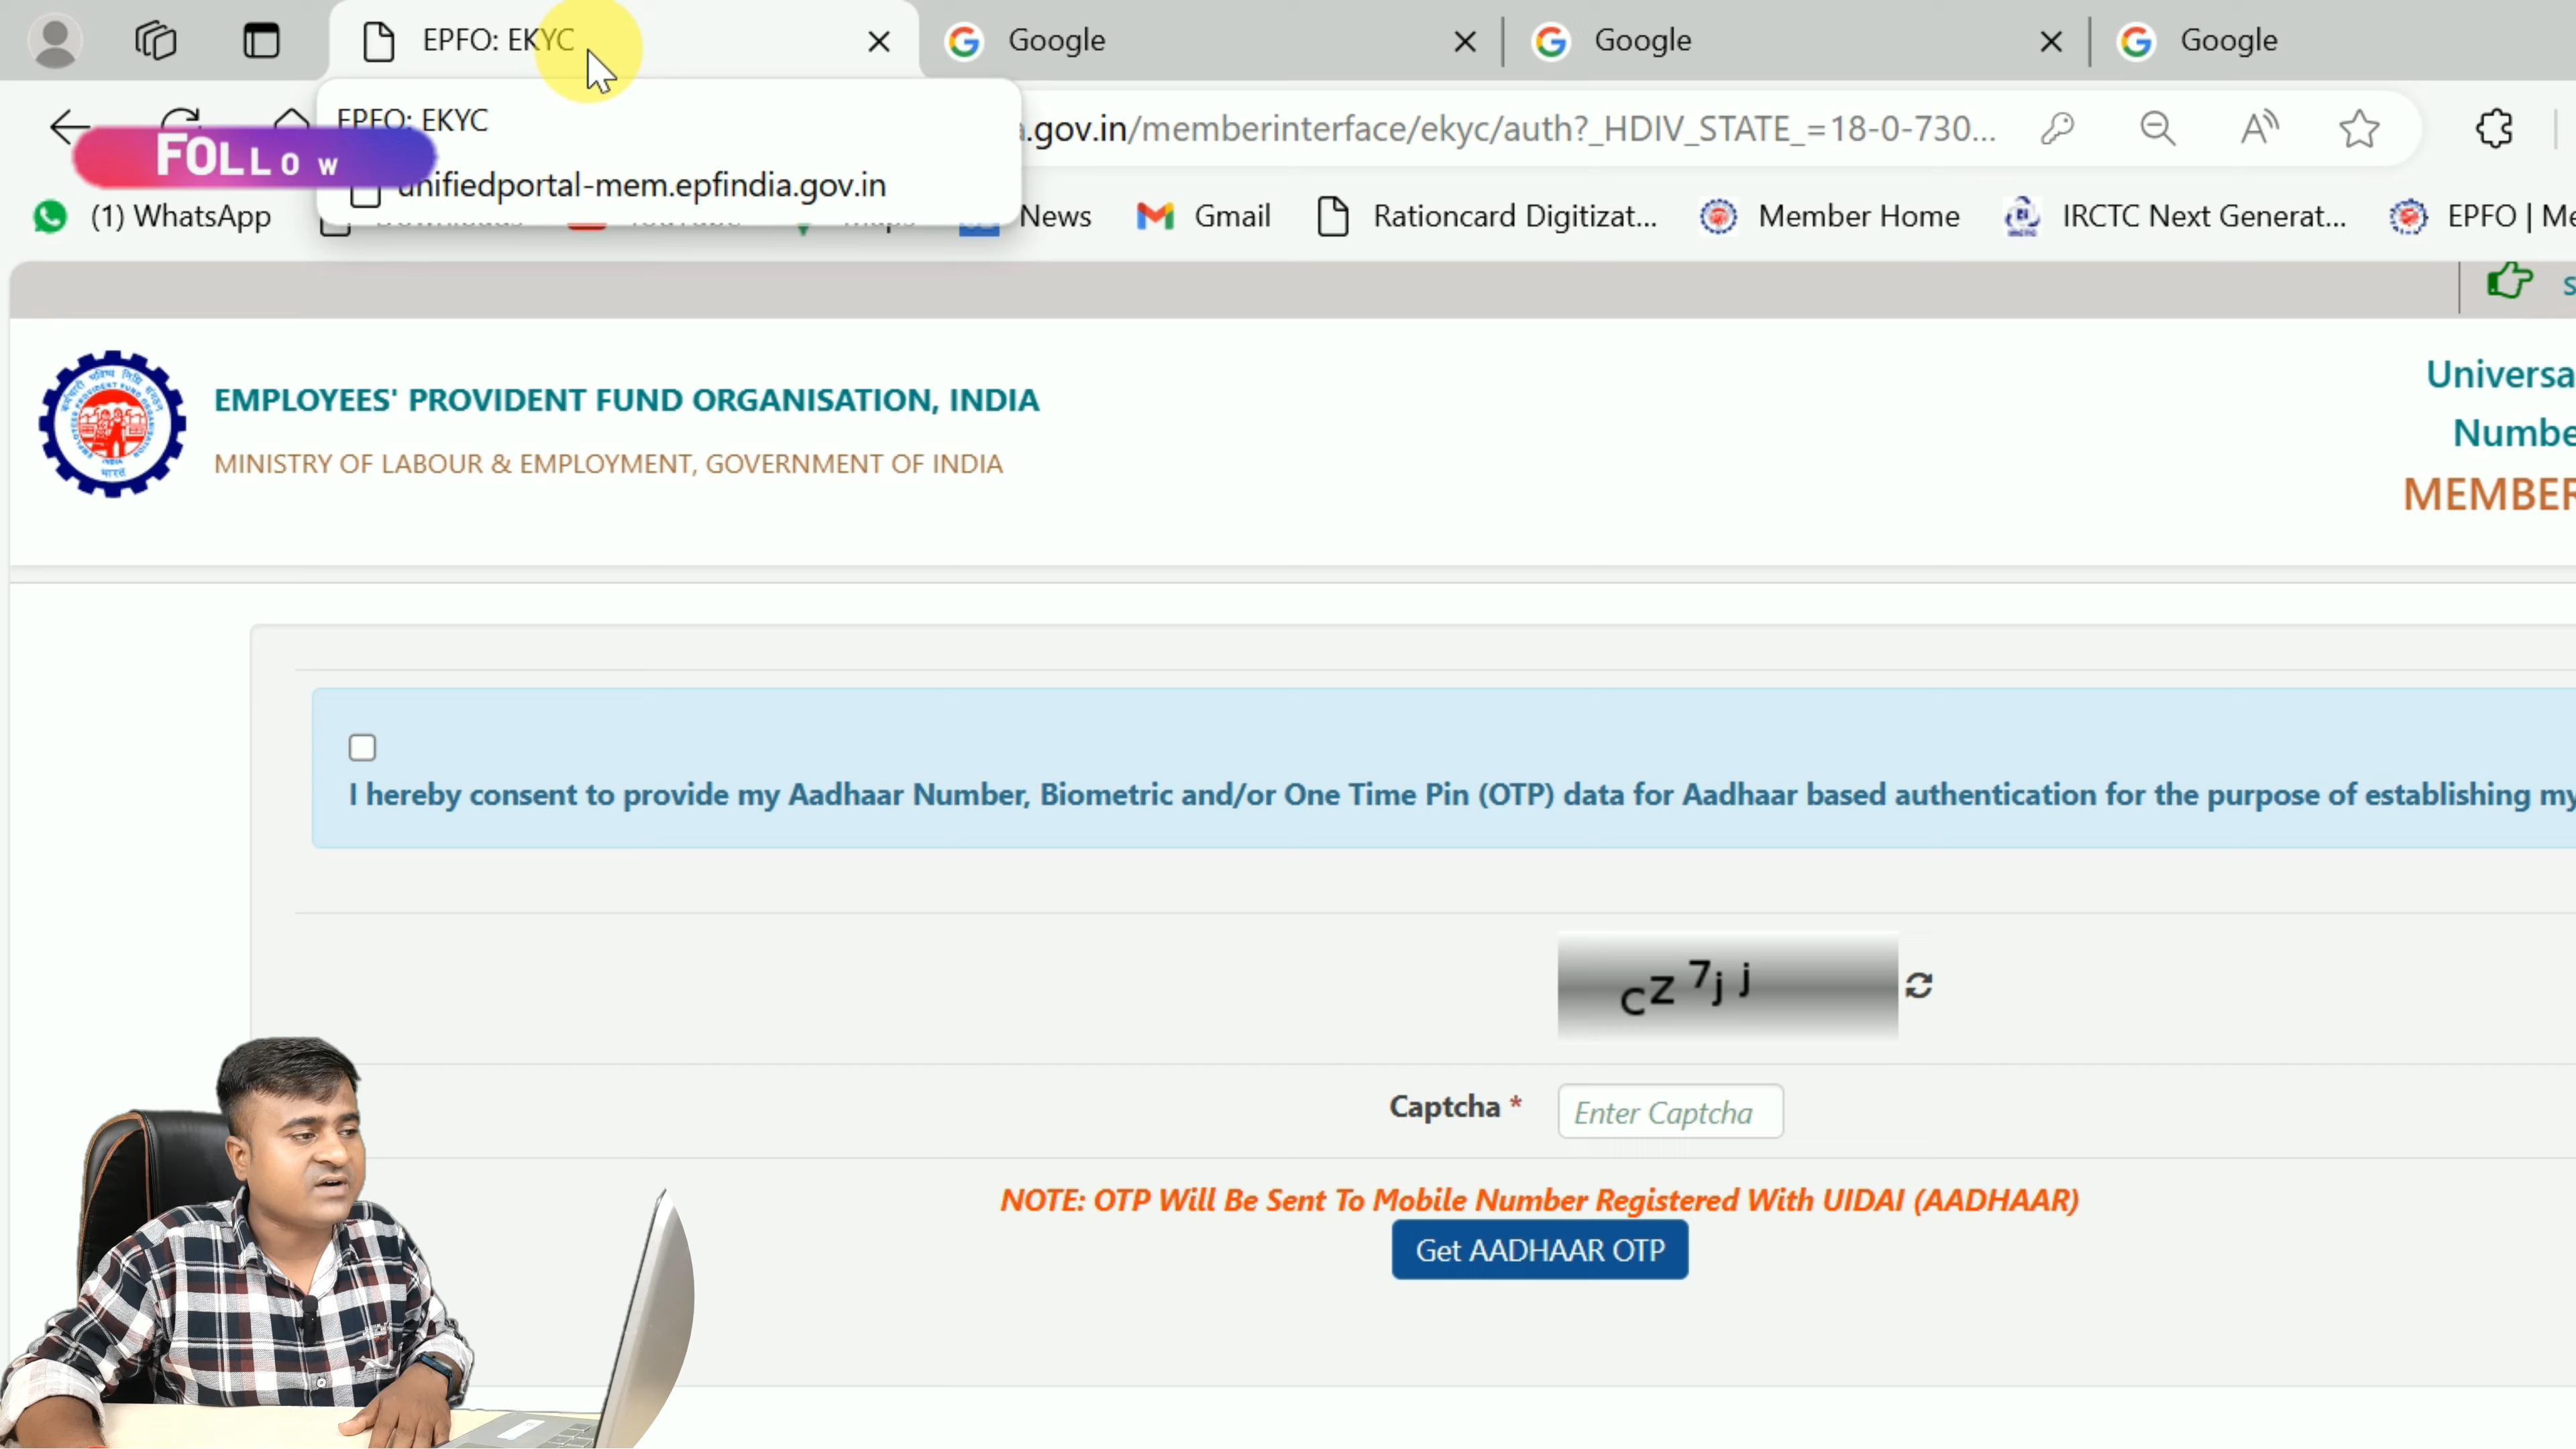 EPFO: EKYC
Google
Google
Google
EPFO: EKYC
.gov.in/memberinterface/ekyc/auth?_HDIV_STATE_=18-0-730...
FOLLOW
unifiedportal-mem.epfindia.gov.in
(1) WhatsApp
News
Gmail
Rationcard Digitizat...
Member Home
IRCTC Next Generat...
EPFO | Me
EMPLOYEES' PROVIDENT FUND ORGANISATION, INDIA
MINISTRY OF LABOUR & EMPLOYMENT, GOVERNMENT OF INDIA
Universa
Numbe
MEMBER
I hereby consent to provide my Aadhaar Number, Biometric and/or One Time Pin (OTP) data for Aadhaar based authentication for the purpose of establishing my
cz7jj
Captcha *
Enter Captcha
NOTE: OTP Will Be Sent To Mobile Number Registered With UIDAI (AADHAAR)
Get AADHAAR OTP